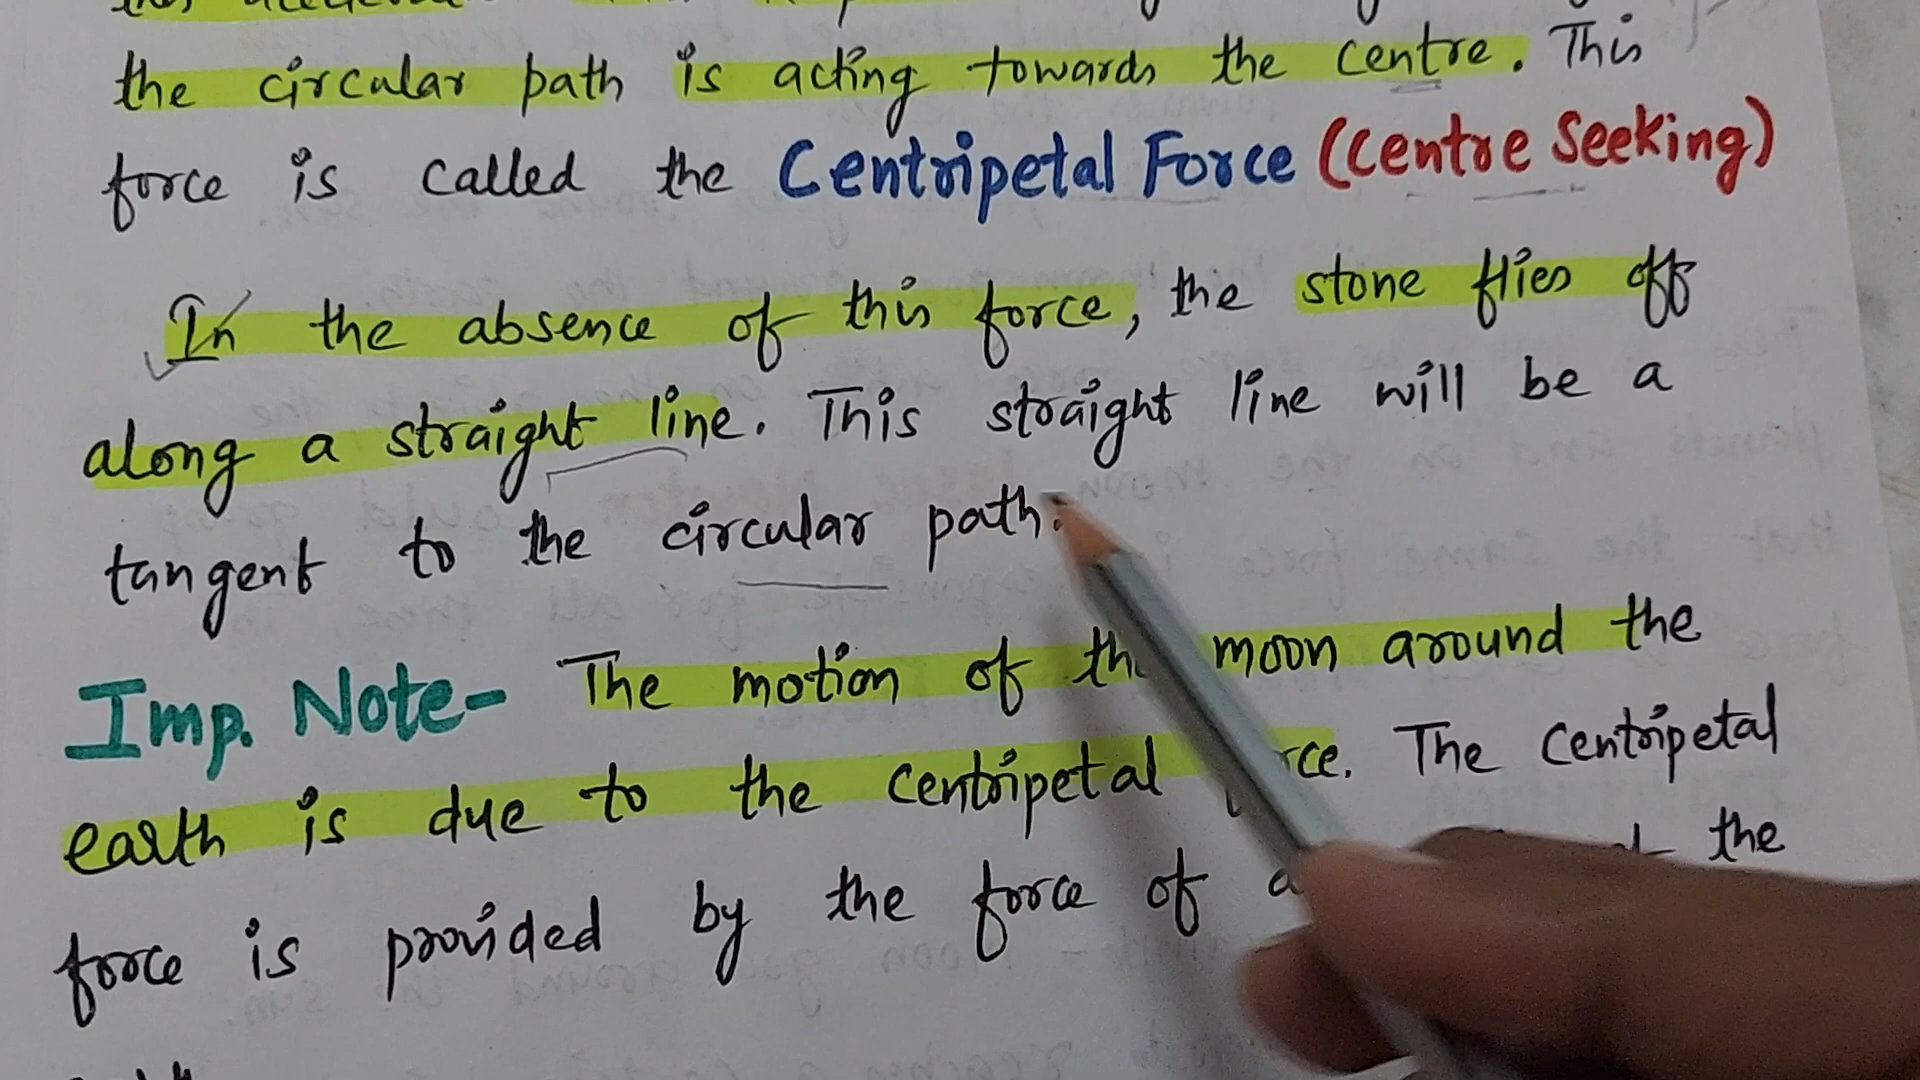 the circular path is acting towards the centre. This
force is called the Centripetal Force (Centre Seeking)
In the absence of this force, the stone flies off
along a straight line. This straight line will be a
tangent to the circular path.
Imp. Note- The motion of the moon around the
earth is due to the centripetal. The centripetal
force is provided by the force of the